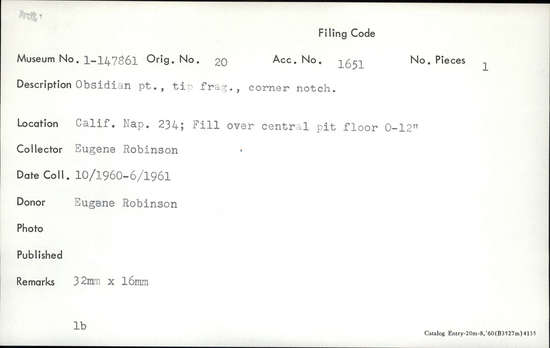 Filing Code
Museum No. 1-147861 Orig. No. 20 Acc. No. 1651 No. Pieces 1
Description Obsidian pt., tip frag., corner notch.
Location Calif. Nap. 234; Fill over central pit floor 0-12"
Collector Eugene Robinson
Date Coll. 10/1960-6/1961
Donor Eugene Robinson
Photo
Published
Remarks 32mm x 16mm
1b
Catalog Entry-20m-8,'60(B3527m)4135